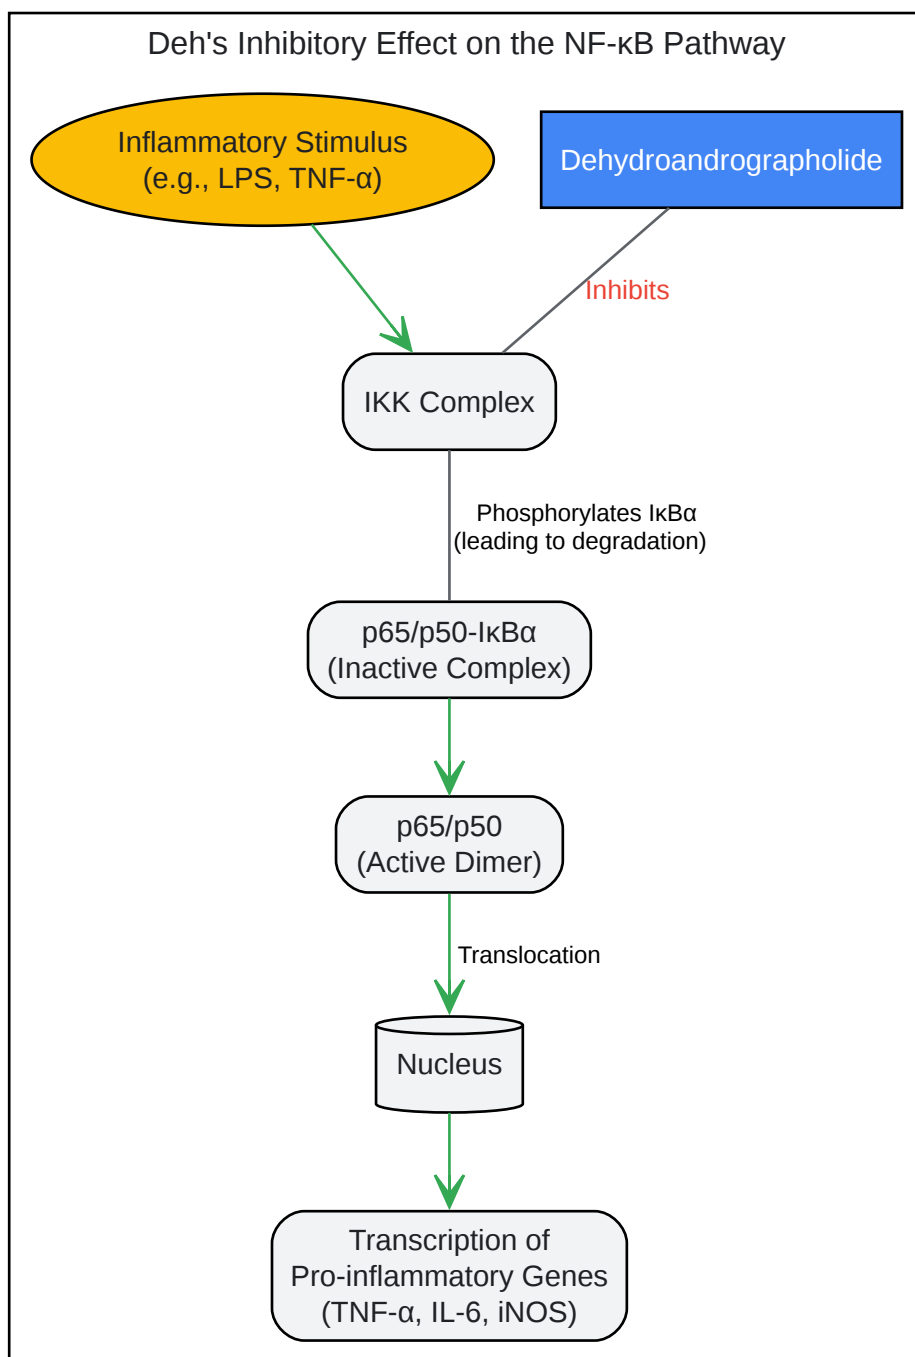 Deh's Inhibitory Effect on the NF-κB Pathway
Inflammatory Stimulus
(e.g., LPS, TNF-α)
Dehydroandrographolide
Inhibits
IKK Complex
Phosphorylates IκBα
(leading to degradation)
p65/p50-IκBα
(Inactive Complex)
p65/p50
(Active Dimer)
Translocation
Nucleus
Transcription of
Pro-inflammatory Genes
(TNF-α, IL-6, iNOS)